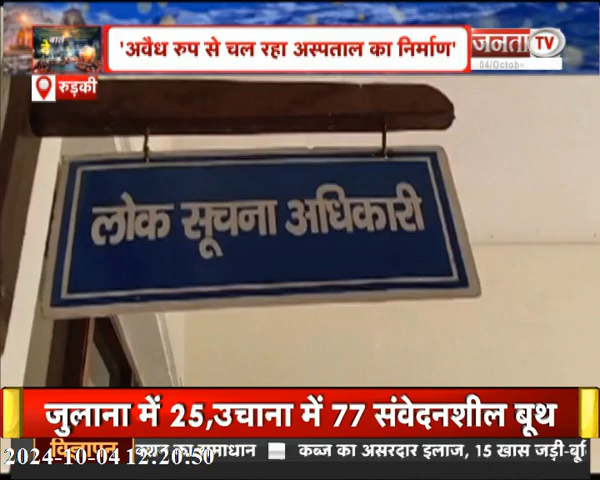 'अवैध रुप से चल रहा अस्पताल का निर्माण'
जनता TV
04/Octob
रुड़की
लोक सूचना अधिकारी
जुलाना में 25,उचाना में 77 संवेदनशील बूथ
विज्ञापन का समाधान कब्ज का असरदार इलाज, 15 खास जड़ी-बू
2024-10-04 12:20:50